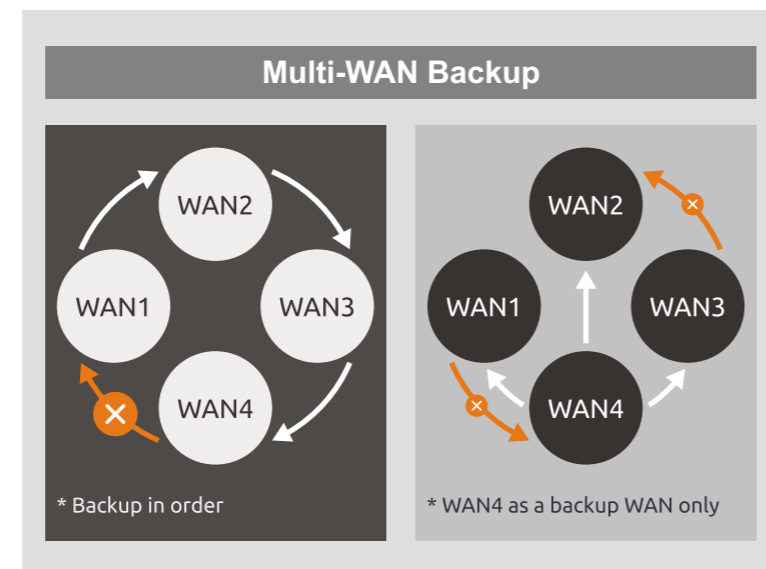 Multi-WAN Backup
WAN2
WAN1
WAN3
WAN4
* Backup in order
WAN2
WAN1
WAN3
WAN4
* WAN4 as a backup WAN only